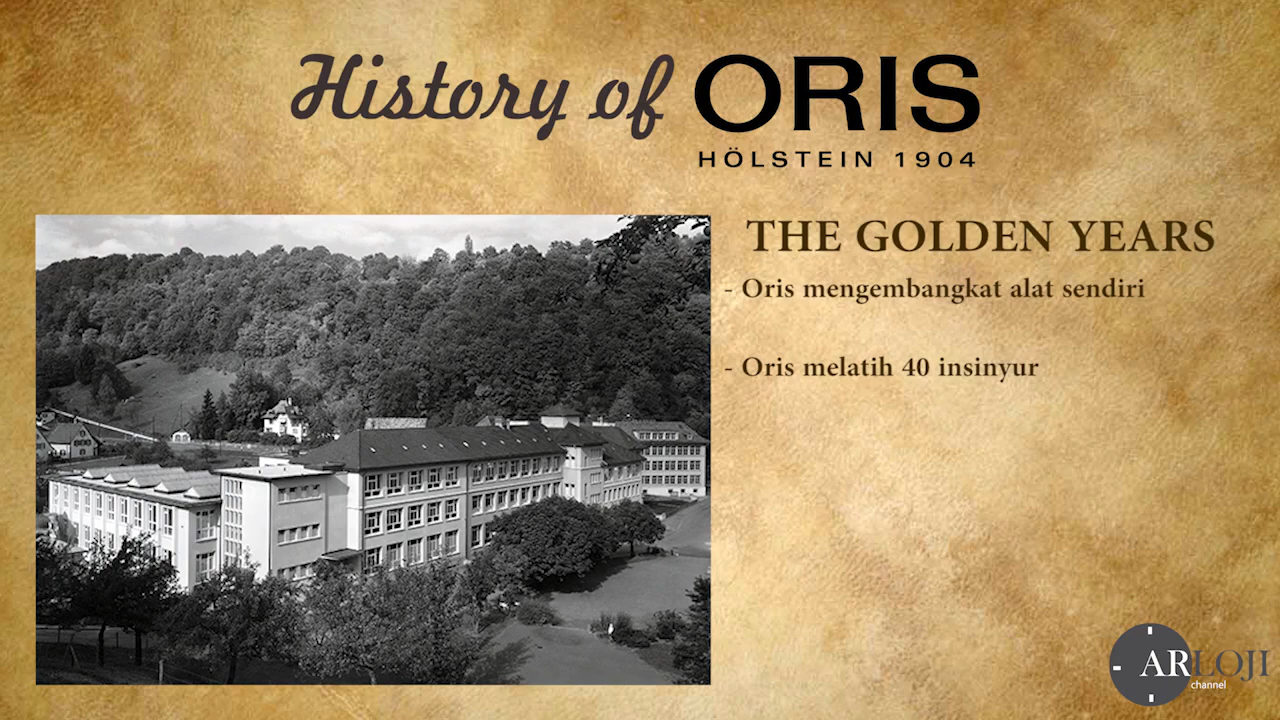 History of ORIS
HÖLSTEIN 1904
THE GOLDEN YEARS
- Oris mengembangkat alat sendiri
- Oris melatih 40 insinyur
ARLOJI
channel